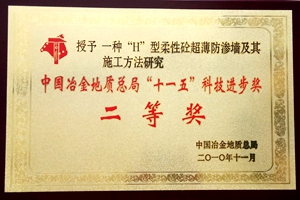 授予 一种“H”型柔性砼超薄防渗墙及其
施工方法研究
中国冶金地质总局“十一五”科技进步奖
二等奖
中国冶金地质总局
二〇一〇年十一月